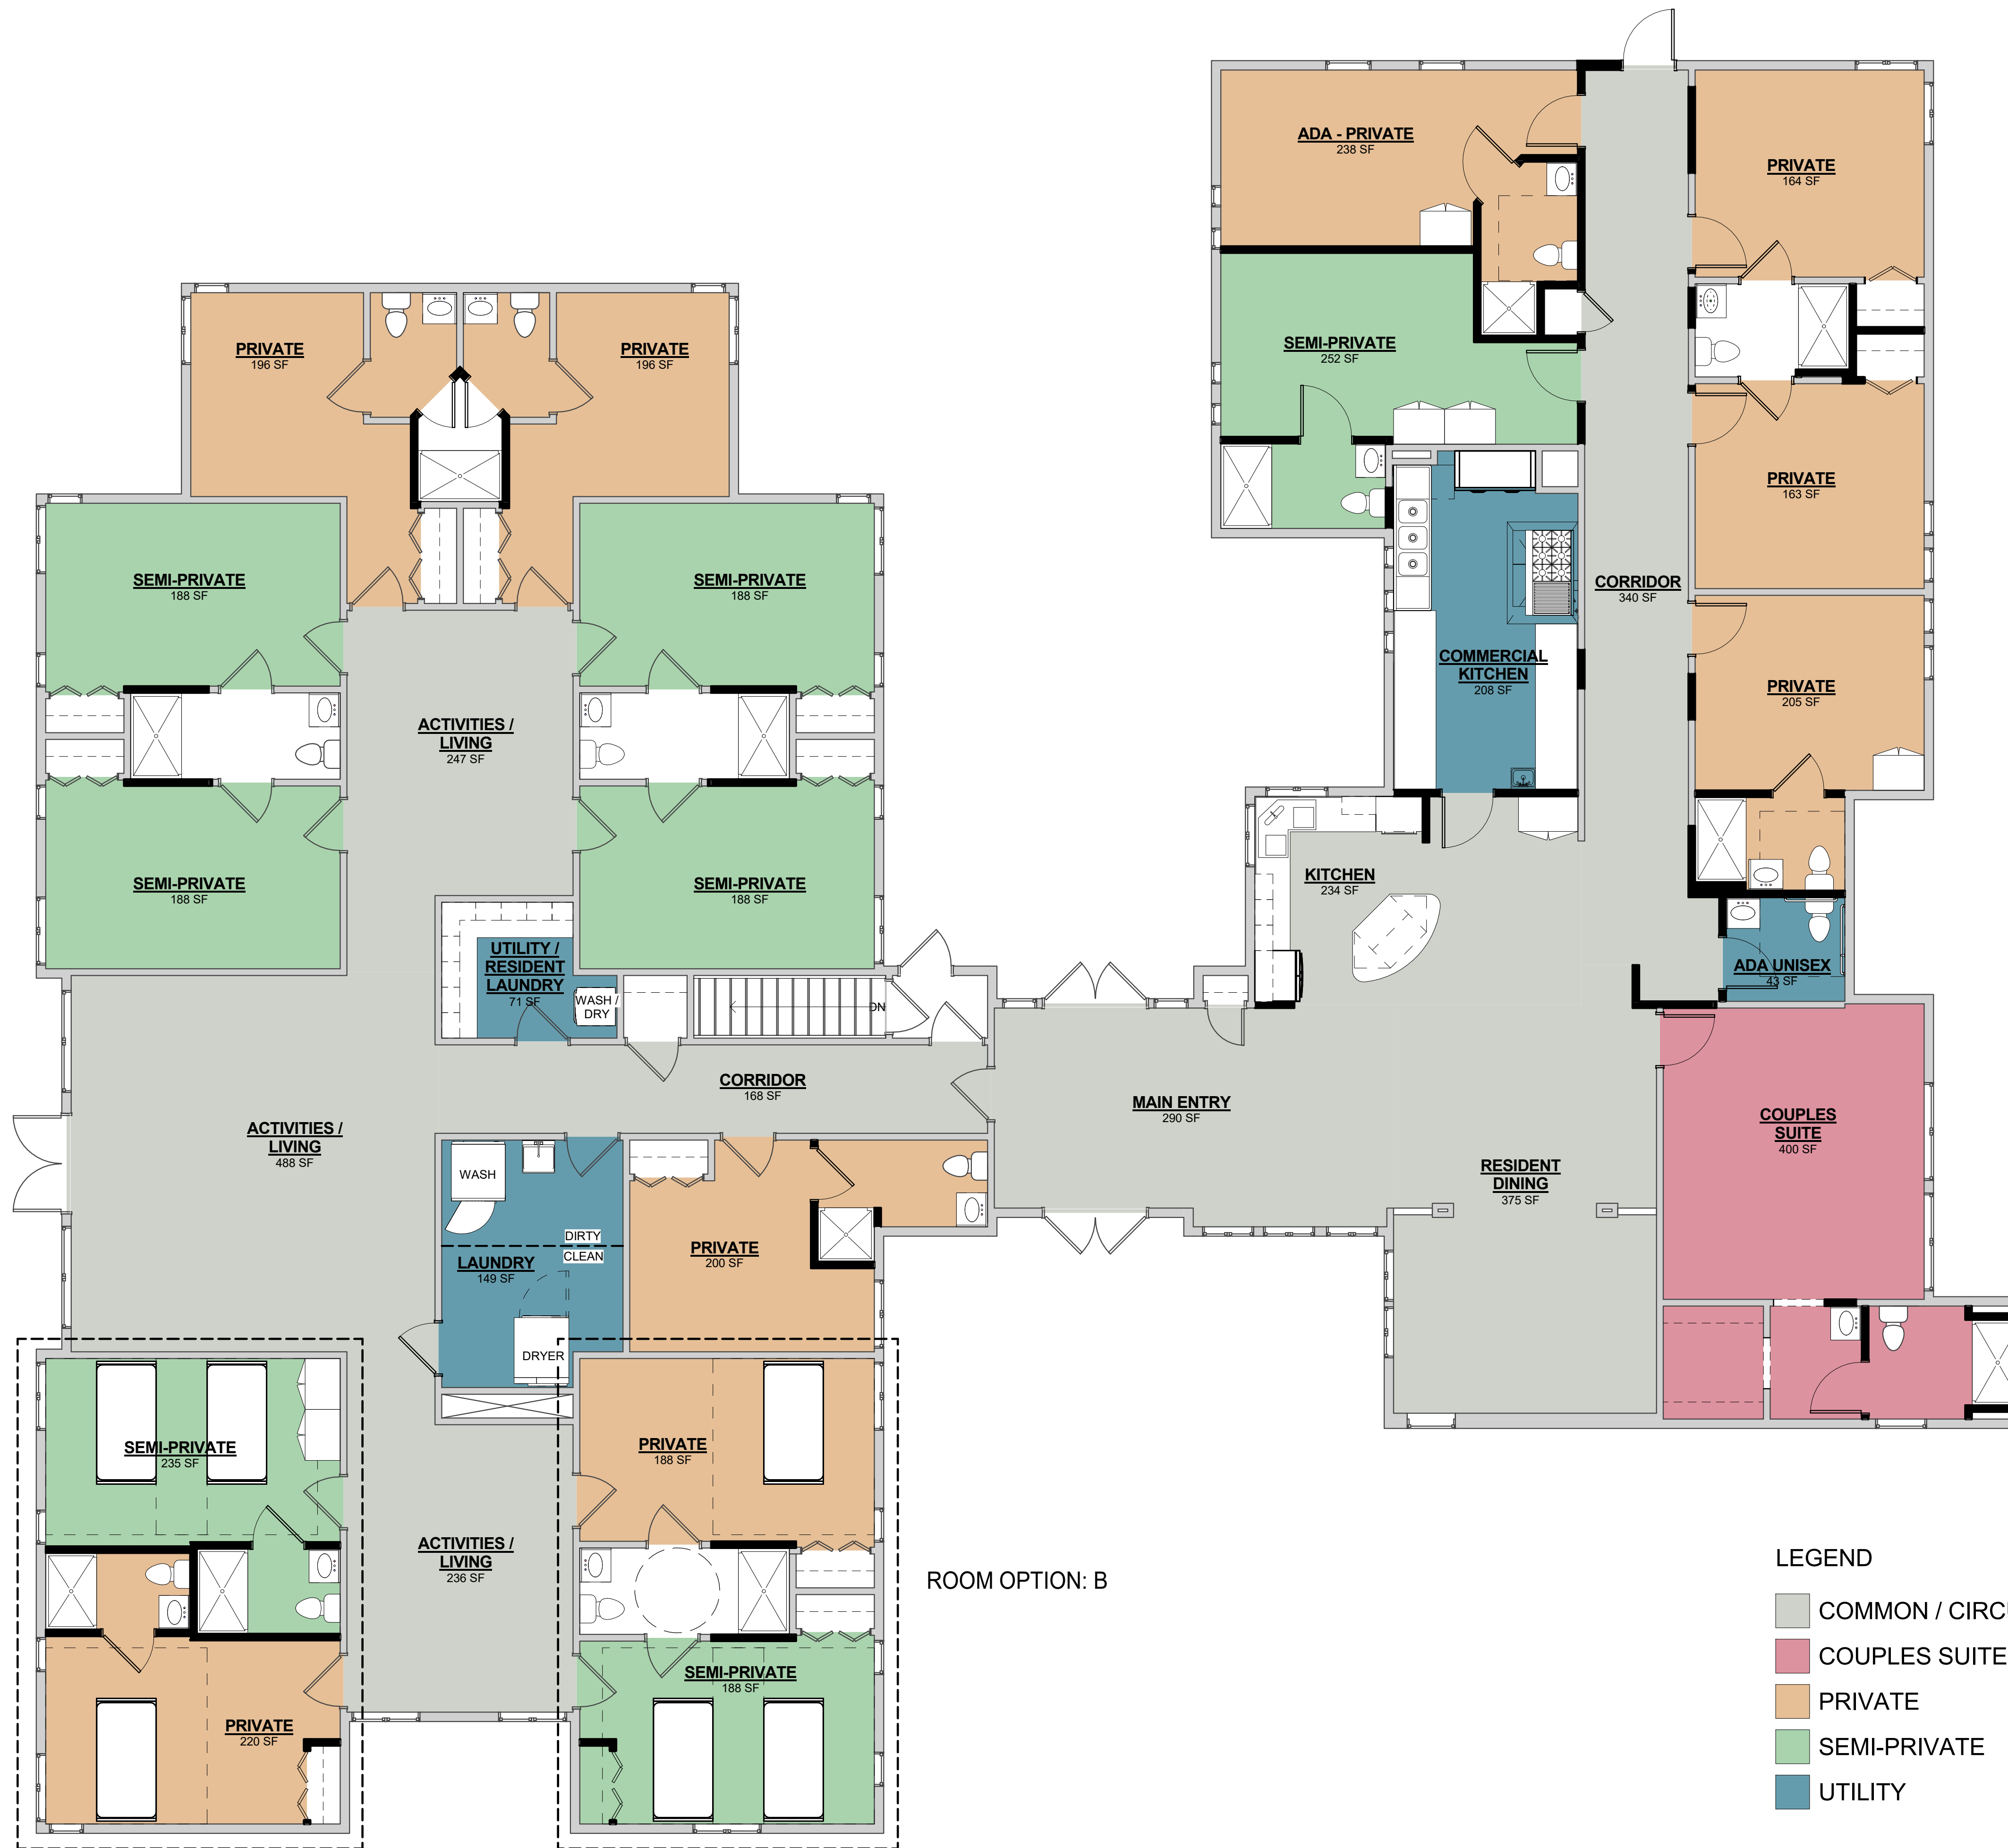 ADA - PRIVATE
238 SF
PRIVATE
164 SF
PRIVATE
196 SF
PRIVATE
196 SF
SEMI-PRIVATE
252 SF
PRIVATE
163 SF
SEMI-PRIVATE
188 SF
SEMI-PRIVATE
188 SF
CORRIDOR
340 SF
COMMERCIAL
KITCHEN
208 SF
PRIVATE
205 SF
ACTIVITIES /
LIVING
247 SF
SEMI-PRIVATE
188 SF
SEMI-PRIVATE
188 SF
KITCHEN
234 SF
UTILITY /
RESIDENT
LAUNDRY
71 SF
WASH /
DRY
DN
ADA UNISEX
43 SF
CORRIDOR
168 SF
MAIN ENTRY
290 SF
COUPLES
SUITE
400 SF
ACTIVITIES /
LIVING
488 SF
WASH
RESIDENT
DINING
375 SF
DIRTY
CLEAN
LAUNDRY
149 SF
PRIVATE
200 SF
DRYER
SEMI-PRIVATE
235 SF
PRIVATE
188 SF
ACTIVITIES /
LIVING
236 SF
ROOM OPTION: B
SEMI-PRIVATE
188 SF
PRIVATE
220 SF
LEGEND
COMMON / CIRCU
COUPLES SUITE
PRIVATE
SEMI-PRIVATE
UTILITY